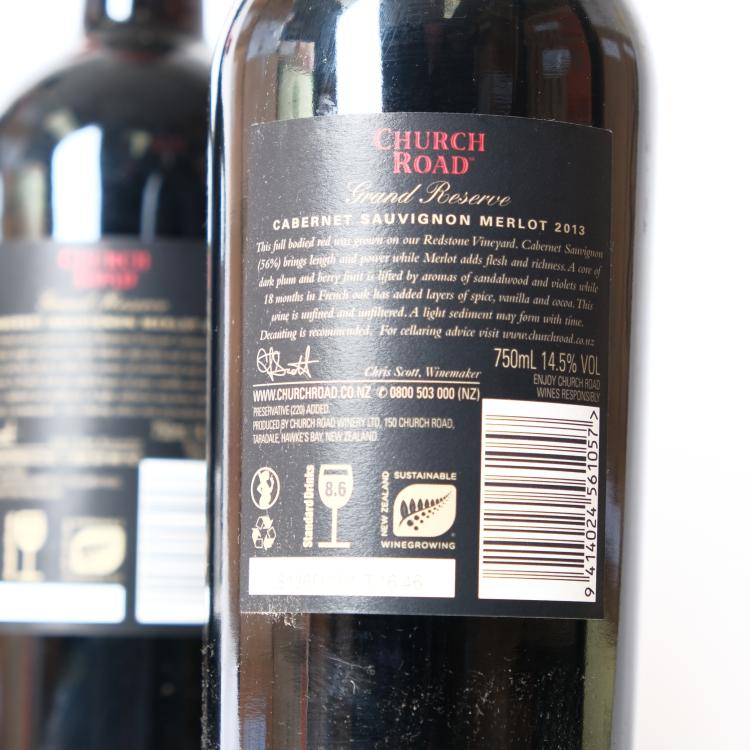 CHURCH
ROAD™
Grand Reserve
CABERNET SAUVIGNON MERLOT 2013
This full bodied red was grown on our Redstone Vineyard. Cabernet Sauvignon
(56%) brings length and power while Merlot adds flesh and richness. A core of
dark plum and berry fruit is lifted by aromas of sandalwood and violets while
18 months in French oak has added layers of spice, vanilla and cocoa. This
wine is unfined and unfiltered. A light sediment may form with time.
Decanting is recommended. For cellaring advice visit www.churchroad.co.nz
Chris Scott, Winemaker
750mL 14.5% VOL
ENJOY CHURCH ROAD
WINES RESPONSIBLY
WWW.CHURCHROAD.CO.NZ ✆ 0800 503 000 (NZ)
PRESERVATIVE (220) ADDED.
PRODUCED BY CHURCH ROAD WINERY LTD, 150 CHURCH ROAD,
TARADALE, HAWKE'S BAY, NEW ZEALAND.
Standard Drinks
8.6
NEW ZEALAND
SUSTAINABLE
WINEGROWING
9 414024 561057 >
CHURCH
ROAD